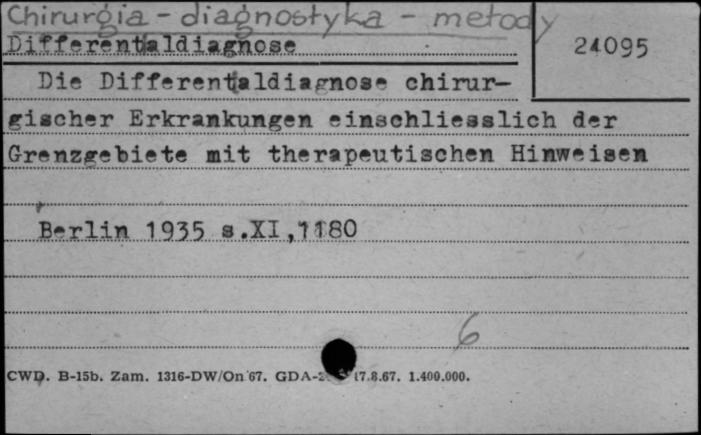 Chirurgia - diagnostyka - metody
Differentialdiagnose
24095
Die Differentialdiagnose chirur-
gischer Erkrankungen einschliesslich der
Grenzgebiete mit therapeutischen Hinweisen
Berlin 1935 s.XI,1180
6
CWD. B-15b. Zam. 1316-DW/On 67. GDA- 17.8.67. 1.400.000.